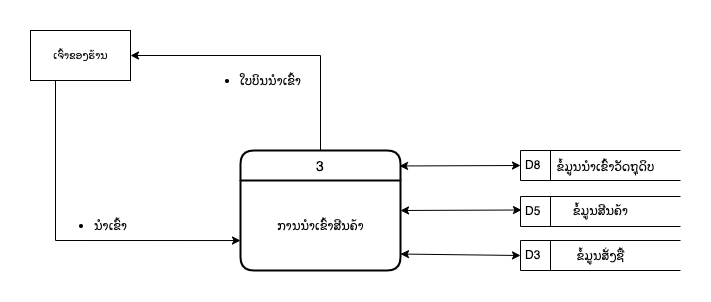 ເຈົ້າຂອງຮ້ານ
• ໃບບິນນຳເຂົ້າ
3
D8 ຂໍ້ມູນນຳເຂົ້າວັດຖຸດິບ
D5 ຂໍ້ມູນສິນຄ້າ
• ນຳເຂົ້າ
ການນຳເຂົ້າສິນຄ້າ
D3 ຂໍ້ມູນສັ່ງຊື້